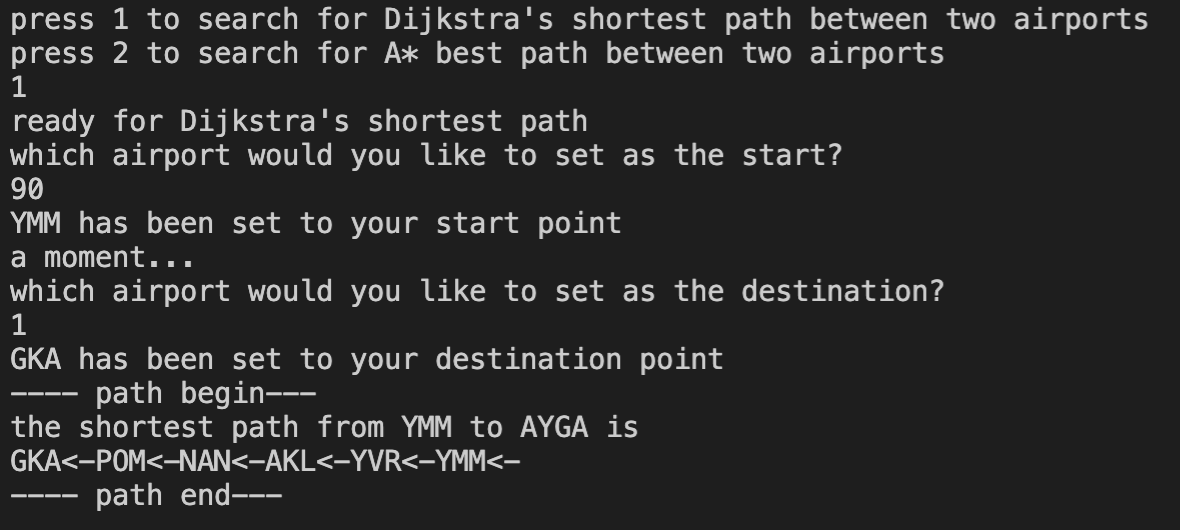 press 1 to search for Dijkstra's shortest path between two airports
press 2 to search for A* best path between two airports
1
ready for Dijkstra's shortest path
which airport would you like to set as the start?
90
YMM has been set to your start point
a moment...
which airport would you like to set as the destination?
1
GKA has been set to your destination point
---- path begin---
the shortest path from YMM to AYGA is
GKA<-POM<-NAN<-AKL<-YVR<-YMM<-
---- path end---